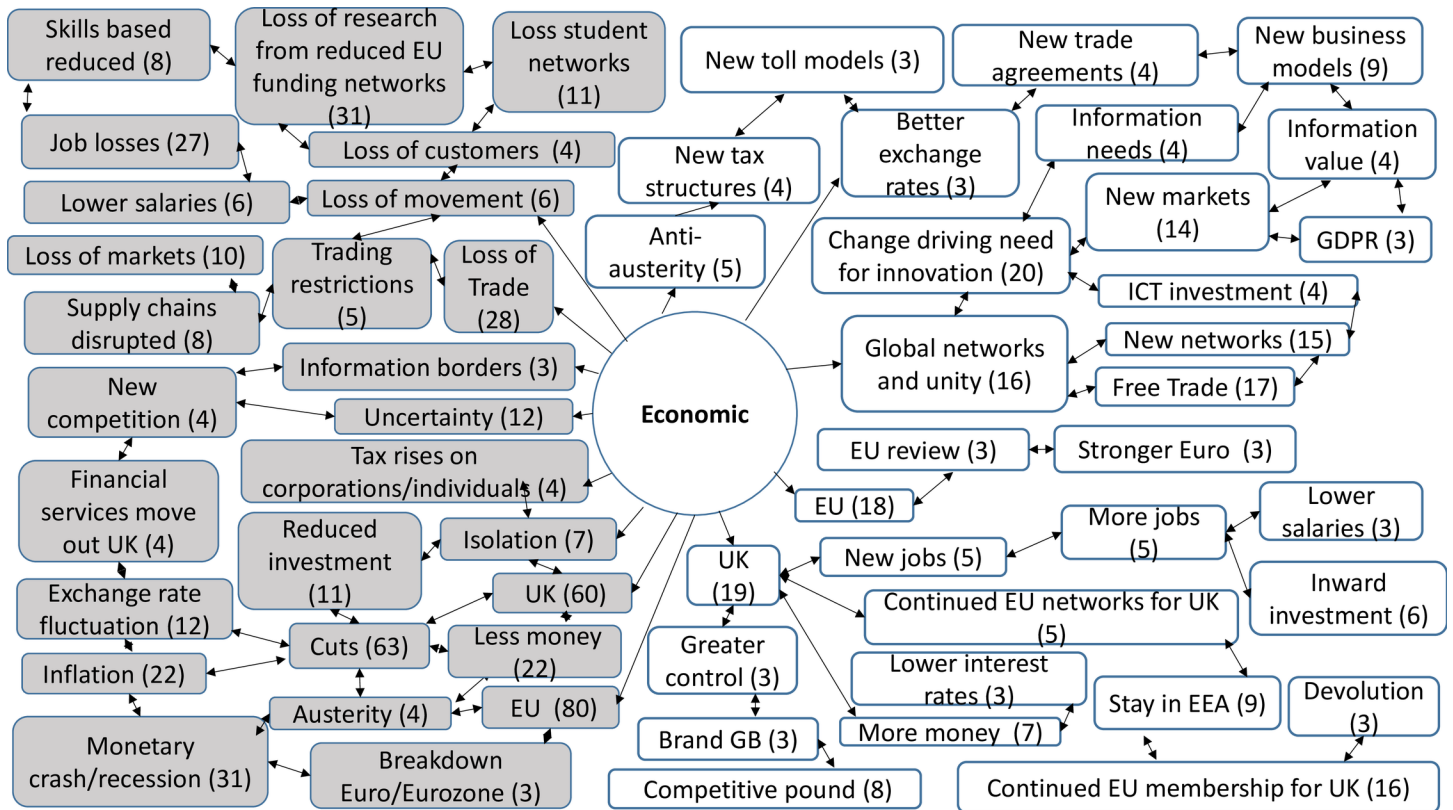 Skills based
reduced (8)
Loss of research
from reduced EU
funding networks
(31)
Loss student
networks
(11)
Job losses (27)
Loss of customers (4)
Lower salaries (6)
Loss of movement (6)
Loss of markets (10)
Trading
restrictions
(5)
Loss of
Trade
(28)
Supply chains
disrupted (8)
Information borders (3)
New
competition
(4)
Uncertainty (12)
Tax rises on
corporations/individuals (4)
Financial
services move
out UK (4)
Reduced
investment
(11)
Isolation (7)
UK (60)
Exchange rate
fluctuation (12)
Cuts (63)
Less money
(22)
Inflation (22)
Austerity (4)
EU (80)
Monetary
crash/recession (31)
Breakdown
Euro/Eurozone (3)
Economic
New toll models (3)
New trade
agreements (4)
New business
models (9)
New tax
structures (4)
Better
exchange
rates (3)
Information
needs (4)
Information
value (4)
Anti-
austerity (5)
Change driving need
for innovation (20)
New markets
(14)
GDPR (3)
ICT investment (4)
Global networks
and unity (16)
New networks (15)
Free Trade (17)
EU review (3)
Stronger Euro (3)
EU (18)
UK
(19)
New jobs (5)
More jobs
(5)
Lower
salaries (3)
Inward
investment (6)
Continued EU networks for UK
(5)
Greater
control (3)
Lower interest
rates (3)
Stay in EEA (9)
Devolution
(3)
Brand GB (3)
More money (7)
Competitive pound (8)
Continued EU membership for UK (16)